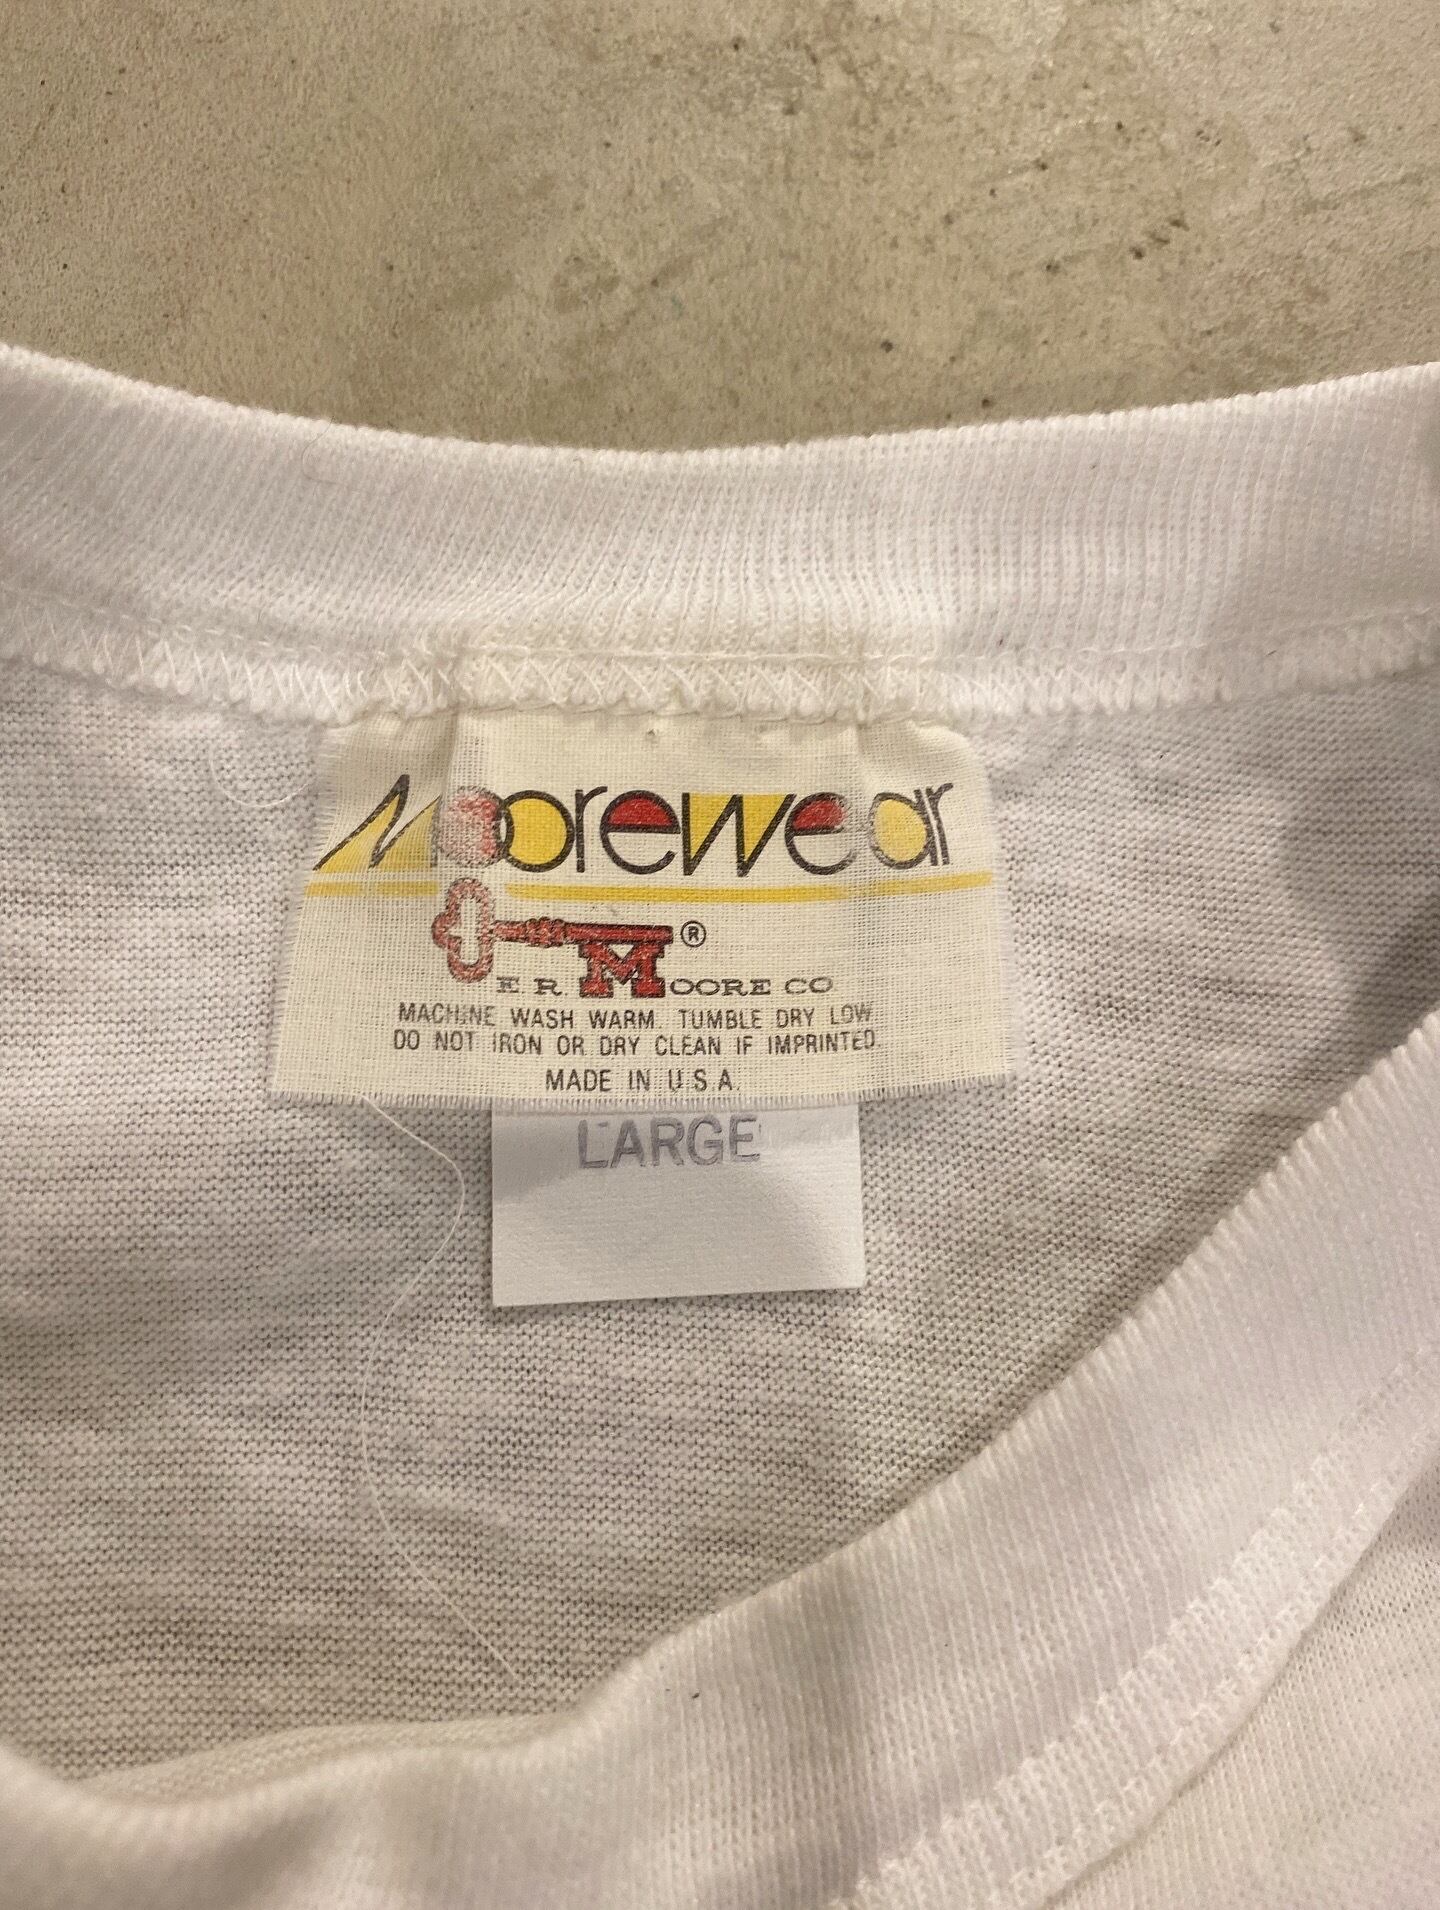 Moorewear
®
E. R. MOORE CO
MACHINE WASH WARM. TUMBLE DRY LOW
DO NOT IRON OR DRY CLEAN IF IMPRINTED.
MADE IN U.S.A.
LARGE